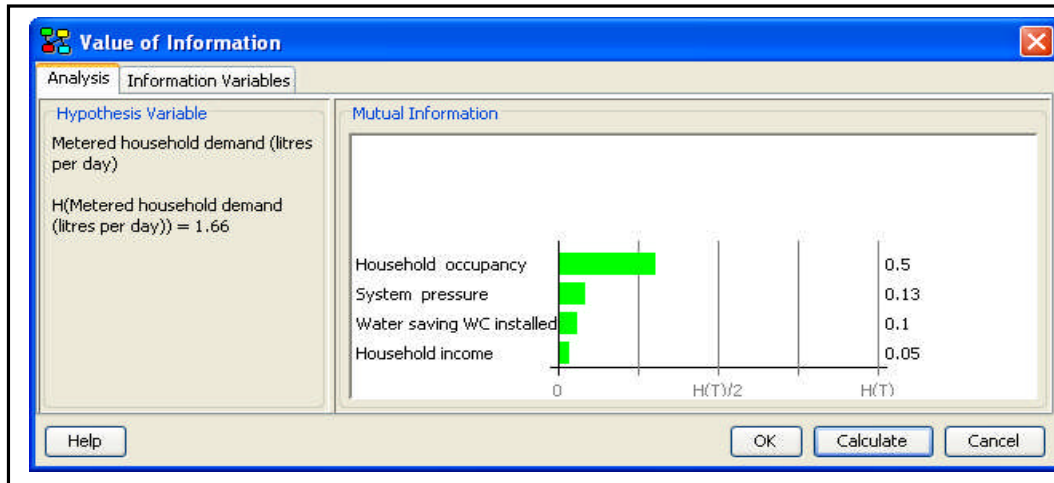 Value of Information
Analysis
Information Variables
Hypothesis Variable
Metered household demand (litres
per day)
H(Metered household demand
(litres per day)) = 1.66
Mutual Information
Household occupancy
0.5
System pressure
0.13
Water saving WC installed
0.1
Household income
0.05
0
H(T)/2
H(T)
Help
OK
Calculate
Cancel